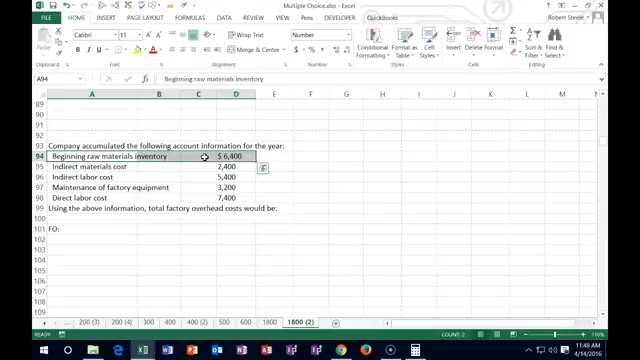 Multiple Choice.xlsx - Excel
Robert Steele
FILE HOME INSERT PAGE LAYOUT FORMULAS DATA REVIEW VIEW Pens DEVELOPER QuickBooks
Calibri 11 Wrap Text Number
Paste B I U Merge & Center $ % Conditional Formatting Format as Table Cell Styles Insert Delete Format Sort & Filter Find & Select
Clipboard Font Alignment Number Styles Cells Editing
A94 fx Beginning raw materials inventory
A B C D E F G H I J K L M
89
90
91
92
93 Company accumulated the following account information for the year:
94 Beginning raw materials inventory $ 6,400
95 Indirect materials cost 2,400
96 Indirect labor cost 5,400
97 Maintenance of factory equipment 3,200
98 Direct labor cost 7,400
99 Using the above information, total factory overhead costs would be:
100
101 FO:
102
103
104
105
106
107
108
109
200 (3) 200 (4) 300 400 400 (2) 500 600 1800 1800 (2)
READY COUNT: 2 110%
11:48 AM
4/14/2016